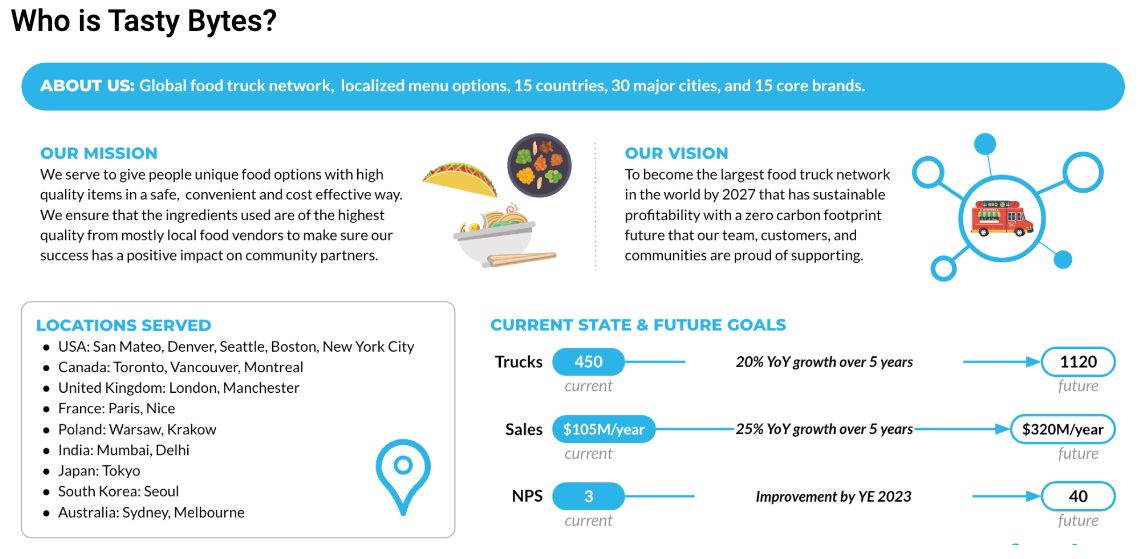 Who is Tasty Bytes?
ABOUT US: Global food truck network, localized menu options, 15 countries, 30 major cities, and 15 core brands.
OUR MISSION
We serve to give people unique food options with high
quality items in a safe, convenient and cost effective way.
We ensure that the ingredients used are of the highest
quality from mostly local food vendors to make sure our
success has a positive impact on community partners.
OUR VISION
To become the largest food truck network
in the world by 2027 that has sustainable
profitability with a zero carbon footprint
future that our team, customers, and
communities are proud of supporting.
LOCATIONS SERVED
● USA: San Mateo, Denver, Seattle, Boston, New York City
● Canada: Toronto, Vancouver, Montreal
● United Kingdom: London, Manchester
● France: Paris, Nice
● Poland: Warsaw, Krakow
● India: Mumbai, Delhi
● Japan: Tokyo
● South Korea: Seoul
● Australia: Sydney, Melbourne
CURRENT STATE & FUTURE GOALS
Trucks 450 20% YoY growth over 5 years 1120
current future
Sales $105M/year 25% YoY growth over 5 years $320M/year
current future
NPS 3 Improvement by YE 2023 40
current future